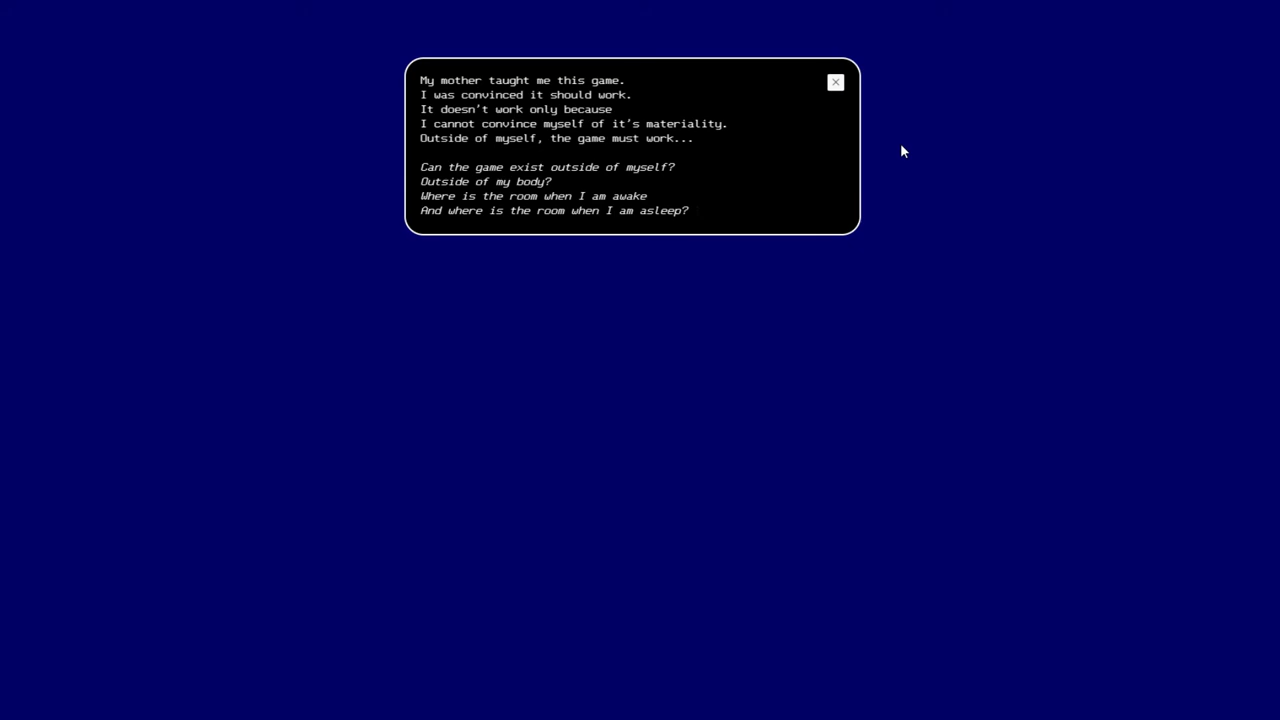 My mother taught me this game.
I was convinced it should work.
It doesn't work only because
I cannot convince myself of it's materiality.
Outside of myself, the game must work...
Can the game exist outside of myself?
Outside of my body?
Where is the room when I am awake
And where is the room when I am asleep?